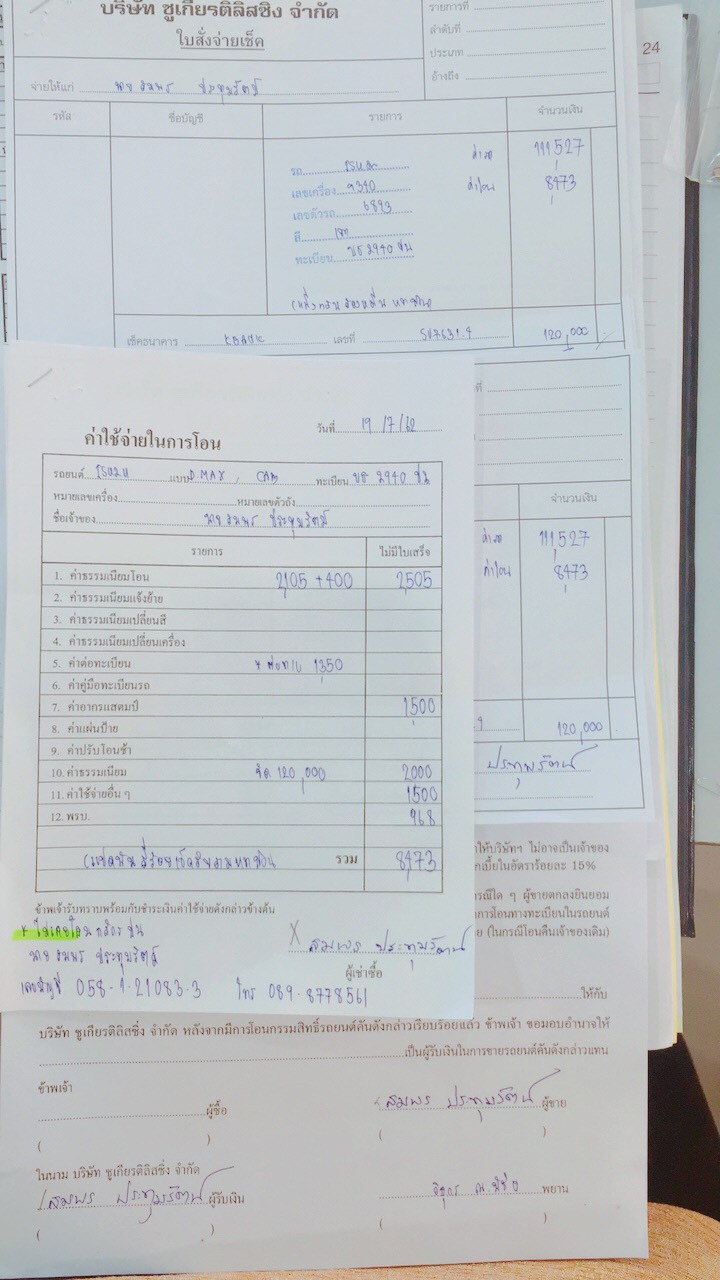 บริษัท ชูเกียรติลิสซิ่ง จำกัด
ใบสั่งจ่ายเช็ค
รายการที่
ลำดับที่
ประเภท
อ้างถึง
24
จ่ายให้แก่ นาย สมพร ประทุมรัตน์
รหัส ชื่อบัญชี รายการ จำนวนเงิน
รถ ISUZU ค่ารถ 111,527
เลขเครื่อง 9340 ค่าโอน 8,473
เลขตัวรถ 6893
สี เทา
ทะเบียน 2940 ชน
(หนึ่งแสนสองหมื่นบาทถ้วน)
เช็คธนาคาร KBANK เลขที่ 120,000
วันที่ 19/7/62
ค่าใช้จ่ายในการโอน
รถยนต์ ISUZU แบบ D.MAX, CAB ทะเบียน 2940 ชน
หมายเลขเครื่อง หมายเลขตัวถัง
ชื่อเจ้าของ นาย สมพร ประทุมรัตน์
รายการ ไม่มีใบเสร็จ
1. ค่าธรรมเนียมโอน 2,105 + 400 2,505
2. ค่าธรรมเนียมแจ้งย้าย
3. ค่าธรรมเนียมเปลี่ยนสี
4. ค่าธรรมเนียมเปลี่ยนเครื่อง
5. ค่าต่อทะเบียน 1,350
6. ค่าคู่มือทะเบียนรถ
7. ค่าอากรแสตมป์ 1,500
8. ค่าแผ่นป้าย
9. ค่าปรับโอนช้า
10. ค่าธรรมเนียม จัด 120,000 2000
11. ค่าใช้จ่ายอื่น ๆ 1500
12. พรบ. 968
(แปดพันสี่ร้อยเจ็ดสิบสามบาทถ้วน) รวม 8,473
ข้าพเจ้ารับทราบพร้อมกับชำระเงินค่าใช้จ่ายดังกล่าวข้างต้น
นาย สมพร ประทุมรัตน์
เลขบัญชี 058-1-21083-3 โทร 089-8778561
X สมพร ประทุมรัตน์
ผู้เช่าซื้อ
ที่
จำนวนเงิน
ค่ารถ 111,527
ค่าโอน 8,473
120,000
ประทุมรัตน์
ให้บริษัทฯ ไม่อาจเป็นเจ้าของ
เบี้ยในอัตราร้อยละ 15%
กรณีใด ๆ ผู้ขายตกลงยินยอม
การโอนทางทะเบียนในรถยนต์
(ในกรณีโอนคืนเจ้าของเดิม)
ให้กับ
บริษัท ชูเกียรติลิสซิ่ง จำกัด หลังจากมีการโอนกรรมสิทธิ์รถยนต์คันดังกล่าวเรียบร้อยแล้ว ข้าพเจ้า ขอมอบอำนาจให้
เป็นผู้รับเงินในการขายรถยนต์คันดังกล่าวแทน
ข้าพเจ้า
ผู้ซื้อ สมพร ประทุมรัตน์ ผู้ขาย
( ) ( )
ในนาม บริษัท ชูเกียรติลิสซิ่ง จำกัด
สมพร ประทุมรัตน์ ผู้รับเงิน พยาน
( ) ( )